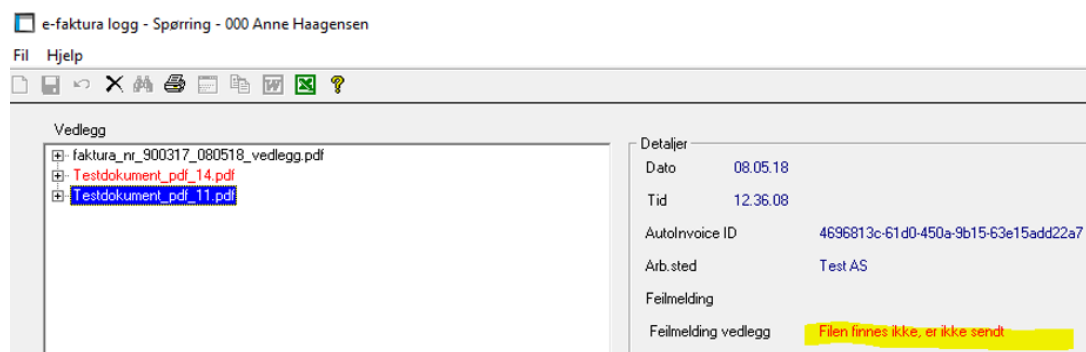 e-faktura logg - Spørring - 000 Anne Haagensen
Fil Hjelp
Vedlegg
faktura_nr_900317_080518_vedlegg.pdf
Testdokument_pdf_14.pdf
Testdokument_pdf_11.pdf
Detaljer
Dato 08.05.18
Tid 12.36.08
AutoInvoice ID 4696813c-61d0-450a-9b15-63e15add22a7
Arb.sted Test AS
Feilmelding
Feilmelding vedlegg Filen finnes ikke, er ikke sendt